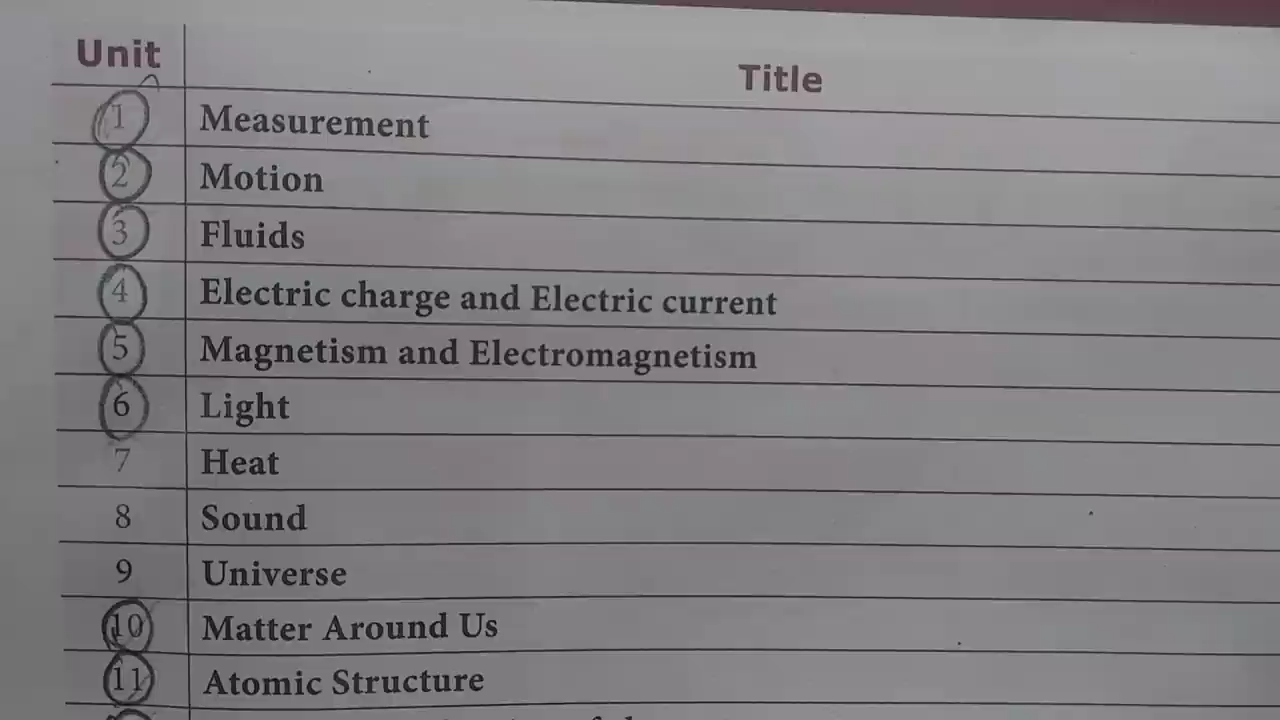 Unit Title
1 Measurement
2 Motion
3 Fluids
4 Electric charge and Electric current
5 Magnetism and Electromagnetism
6 Light
7 Heat
8 Sound
9 Universe
10 Matter Around Us
11 Atomic Structure